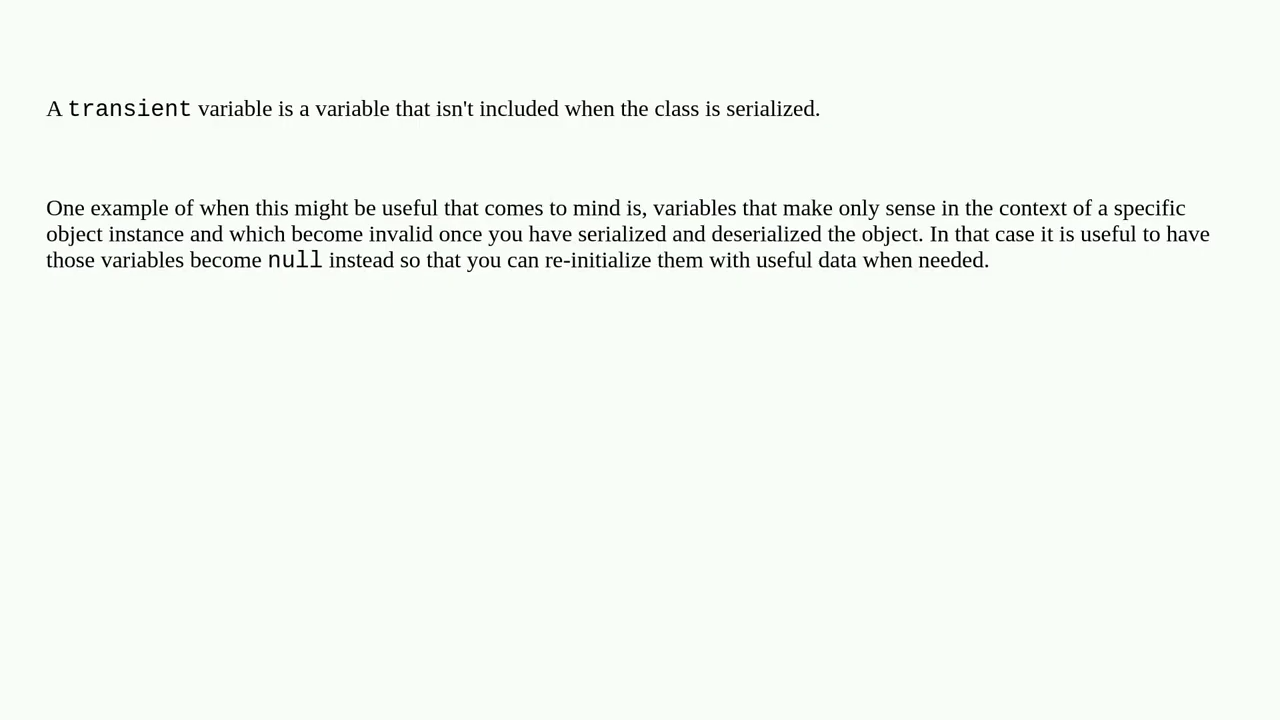 A transient variable is a variable that isn't included when the class is serialized.
One example of when this might be useful that comes to mind is, variables that make only sense in the context of a specific
object instance and which become invalid once you have serialized and deserialized the object. In that case it is useful to have
those variables become null instead so that you can re-initialize them with useful data when needed.